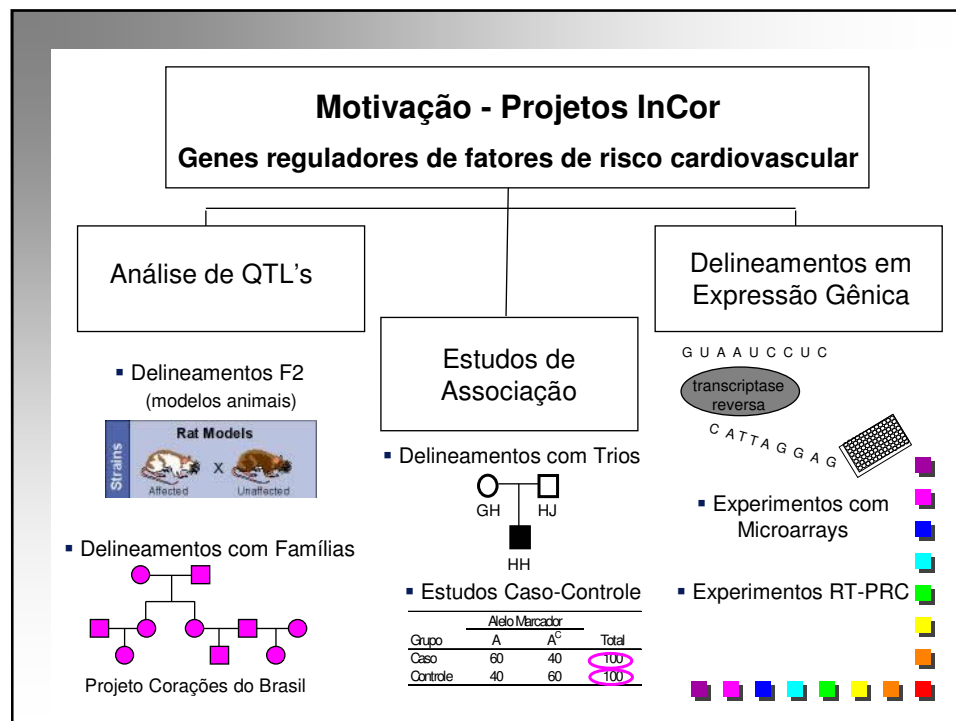 Motivação - Projetos InCor
Genes reguladores de fatores de risco cardiovascular
Análise de QTL's
▪ Delineamentos F2
(modelos animais)
Strains
Rat Models
X
Affected
Unaffected
▪ Delineamentos com Famílias
Projeto Corações do Brasil
Estudos de
Associação
▪ Delineamentos com Trios
GH
HJ
HH
▪ Estudos Caso-Controle
Alelo Marcador
Grupo A A^C Total
Caso 60 40 100
Controle 40 60 100
Delineamentos em
Expressão Gênica
G U A A U C C U C
transcriptase
reversa
C A T T A G G A G
▪ Experimentos com
Microarrays
▪ Experimentos RT-PRC